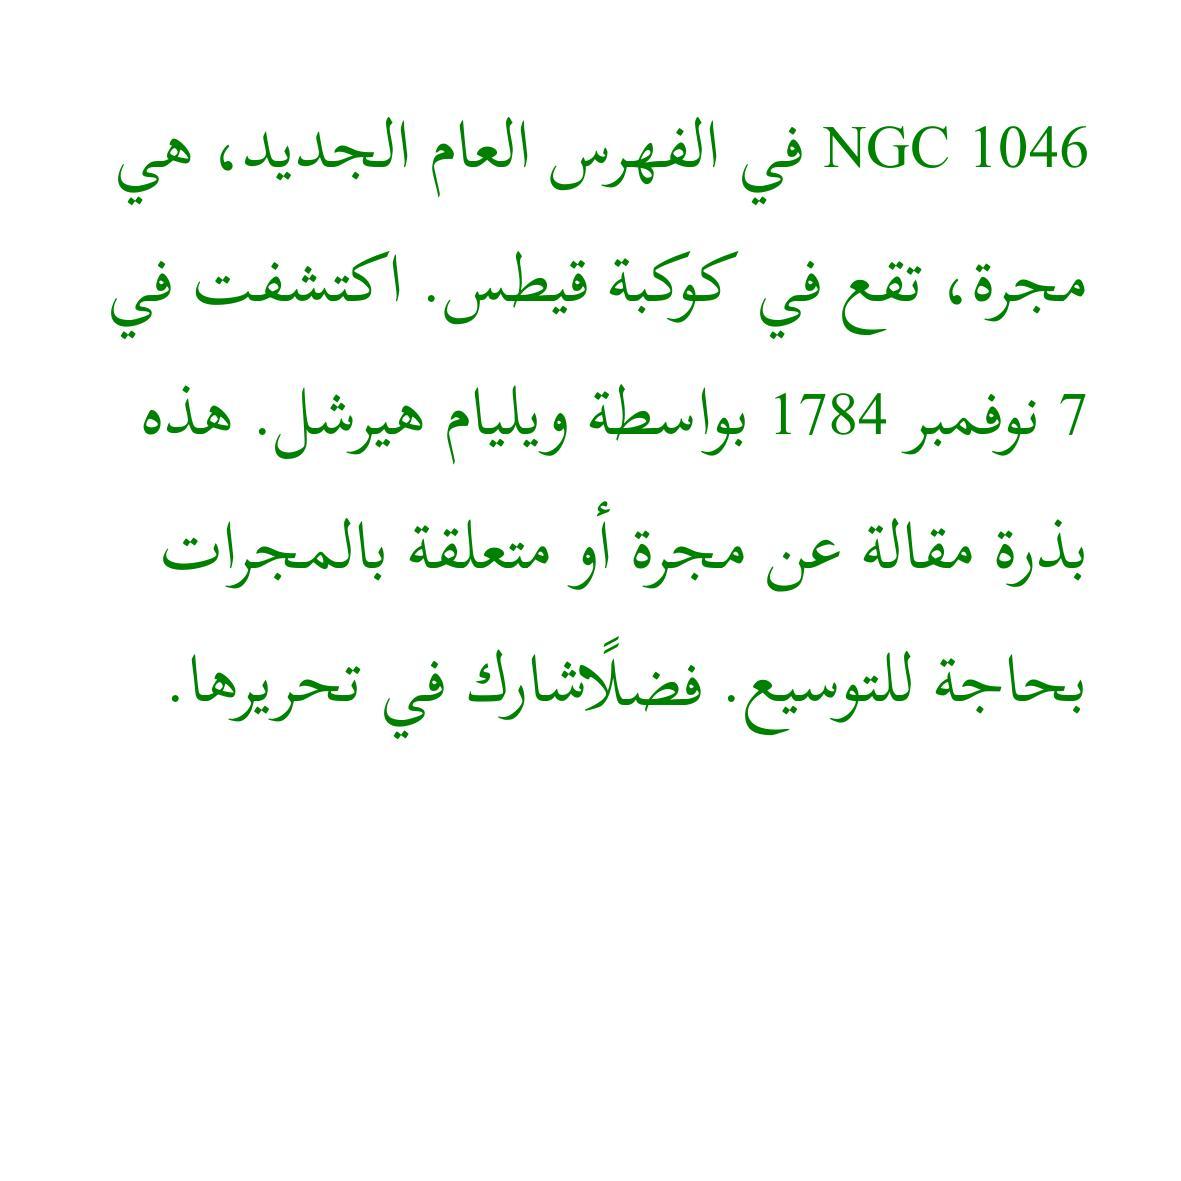 NGC 1046 في الفهرس العام الجديد، هي
مجرة، تقع في كوكبة قيطس. اكتشفت في
7 نوفمبر 1784 بواسطة ويليام هيرشل. هذه
بذرة مقالة عن مجرة أو متعلقة بالمجرات
بحاجة للتوسيع. فضلًاشارك في تحريرها.